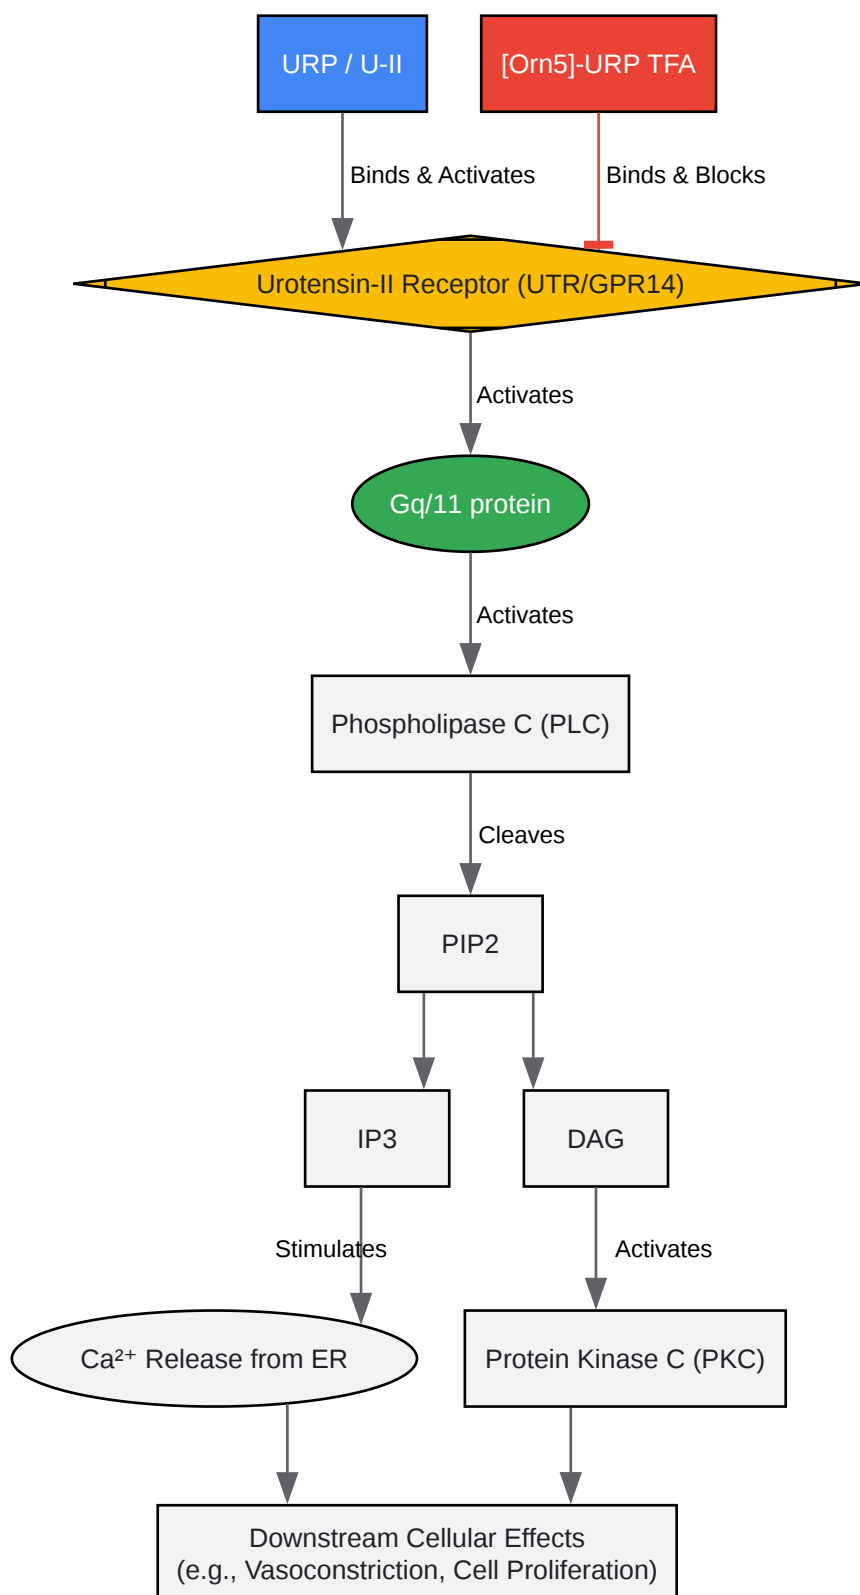 URP / U-II
[Orn5]-URP TFA
Binds & Activates
Binds & Blocks
Urotensin-II Receptor (UTR/GPR14)
Activates
Gq/11 protein
Activates
Phospholipase C (PLC)
Cleaves
PIP2
IP3
DAG
Stimulates
Activates
Ca²⁺ Release from ER
Protein Kinase C (PKC)
Downstream Cellular Effects
(e.g., Vasoconstriction, Cell Proliferation)